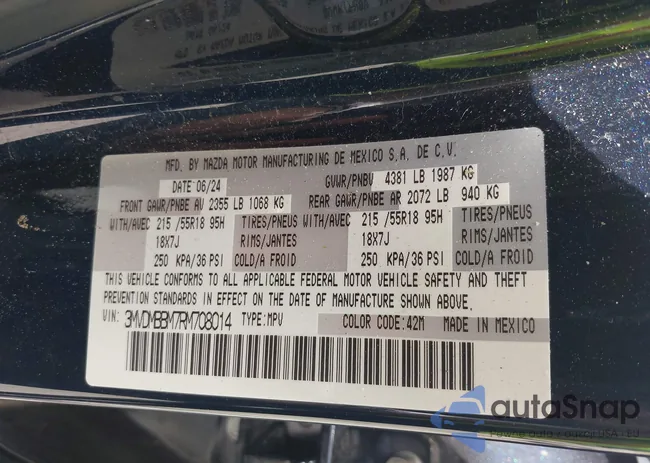 MFD. BY MAZDA MOTOR MANUFACTURING DE MEXICO S.A. DE C.V.
DATE 06/24 GVWR/PNBV 4381 LB 1987 KG
FRONT GAWR/PNBE AV 2355 LB 1068 KG REAR GAWR/PNBE AR 2072 LB 940 KG
WITH/AVEC 215 /55R18 95H TIRES/PNEUS WITH/AVEC 215 /55R18 95H TIRES/PNEUS
18X7J RIMS/JANTES 18X7J RIMS/JANTES
250 KPA/36 PSI COLD/A FROID 250 KPA/36 PSI COLD/A FROID
THIS VEHICLE CONFORMS TO ALL APPLICABLE FEDERAL MOTOR VEHICLE SAFETY AND THEFT
PREVENTION STANDARDS IN EFFECT ON THE DATE OF MANUFACTURE SHOWN ABOVE.
VIN: 3MVDMBBM7RM708014 TYPE:MPV COLOR CODE:42M MADE IN MEXICO
autoSnap
Pewne auta z aukcji USA - EU